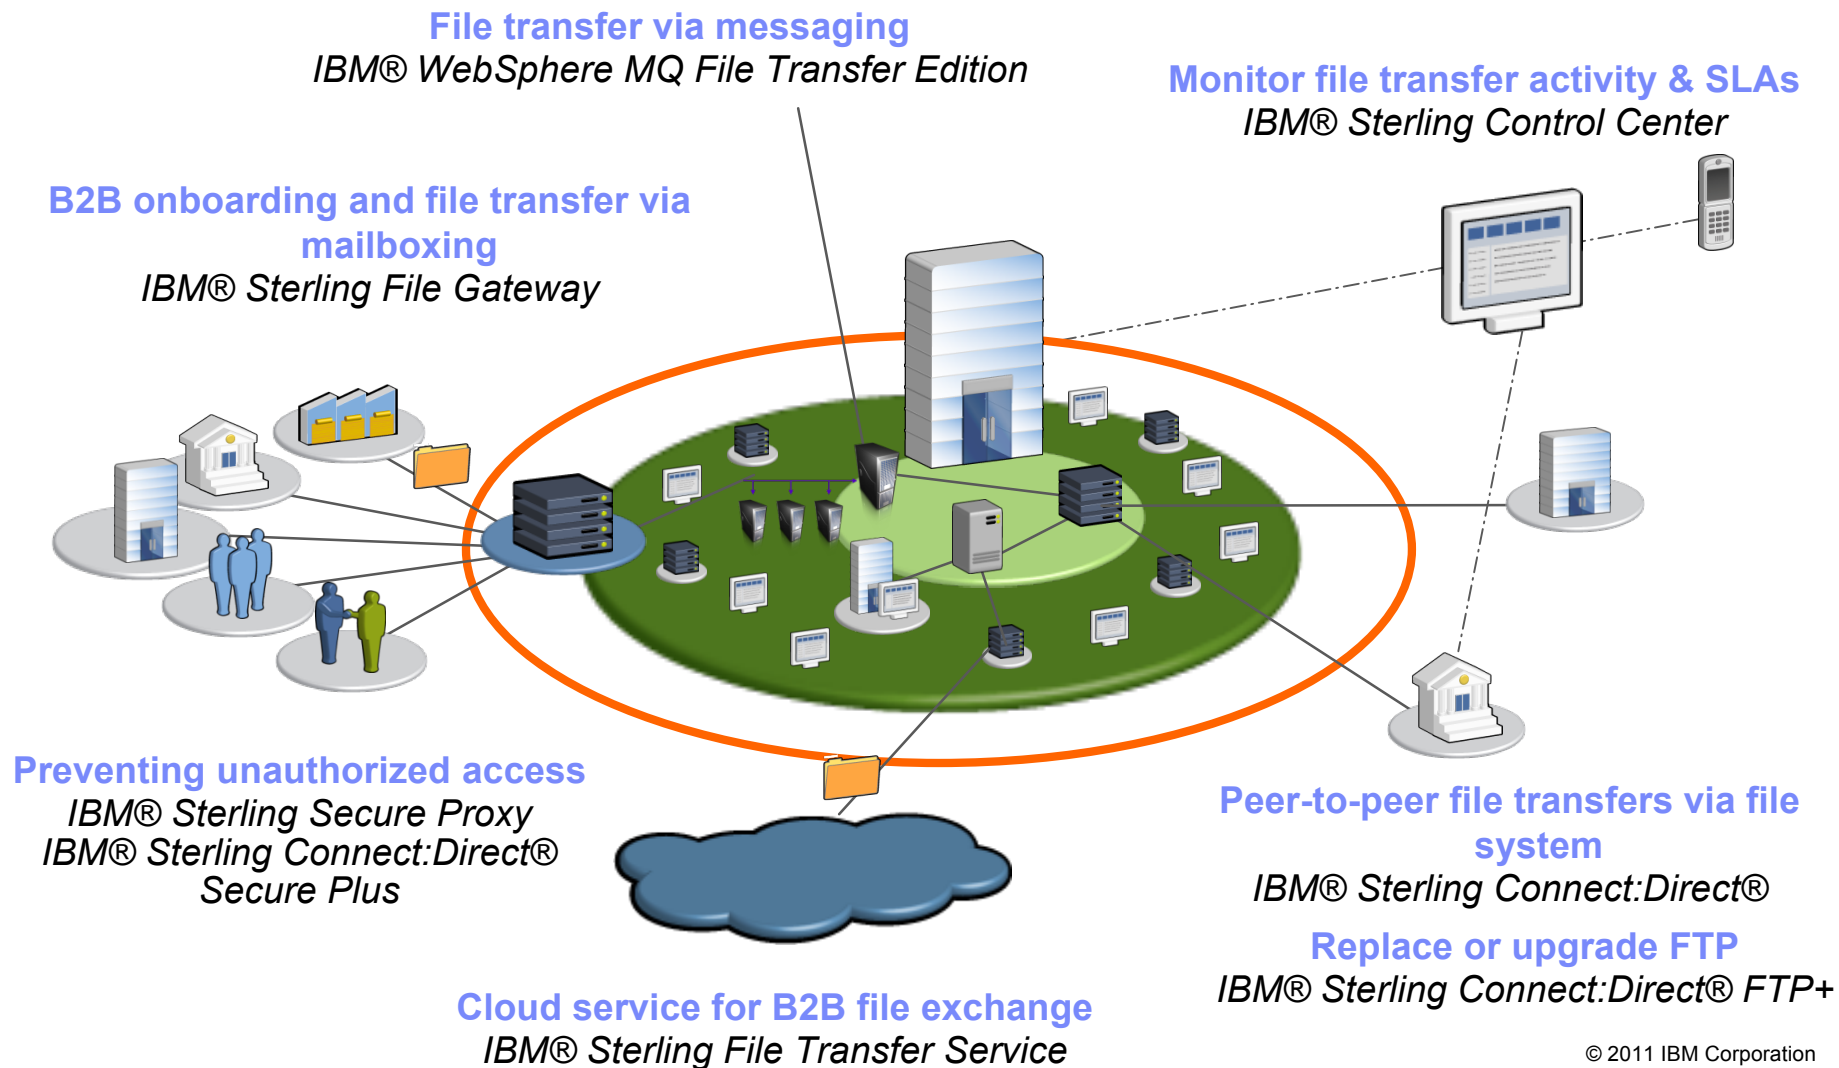 File transfer via messaging
IBM® WebSphere MQ File Transfer Edition
Monitor file transfer activity & SLAs
IBM® Sterling Control Center
B2B onboarding and file transfer via
mailboxing
IBM® Sterling File Gateway
Preventing unauthorized access
IBM® Sterling Secure Proxy
IBM® Sterling Connect:Direct®
Secure Plus
Peer-to-peer file transfers via file
system
IBM® Sterling Connect:Direct®
Replace or upgrade FTP
IBM® Sterling Connect:Direct® FTP+
Cloud service for B2B file exchange
IBM® Sterling File Transfer Service
© 2011 IBM Corporation